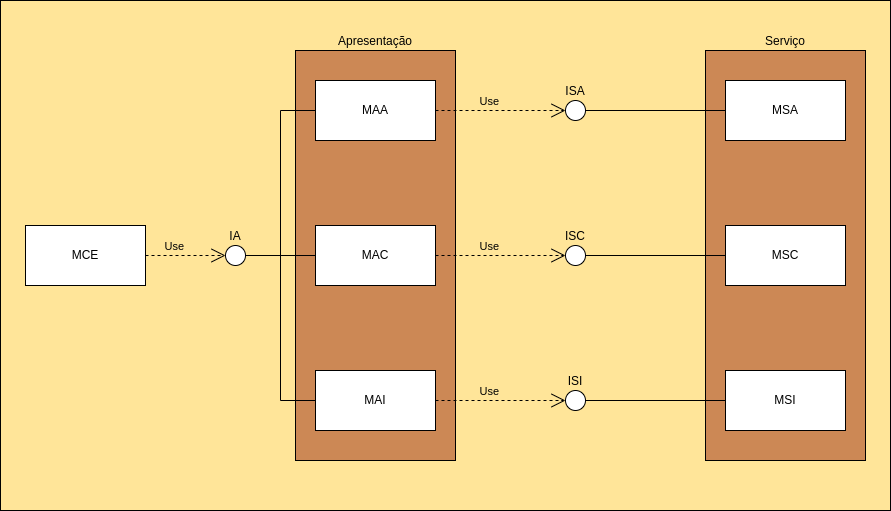 Apresentação
Serviço
MAA
Use
ISA
MSA
MCE
Use
IA
MAC
Use
ISC
MSC
MAI
Use
ISI
MSI